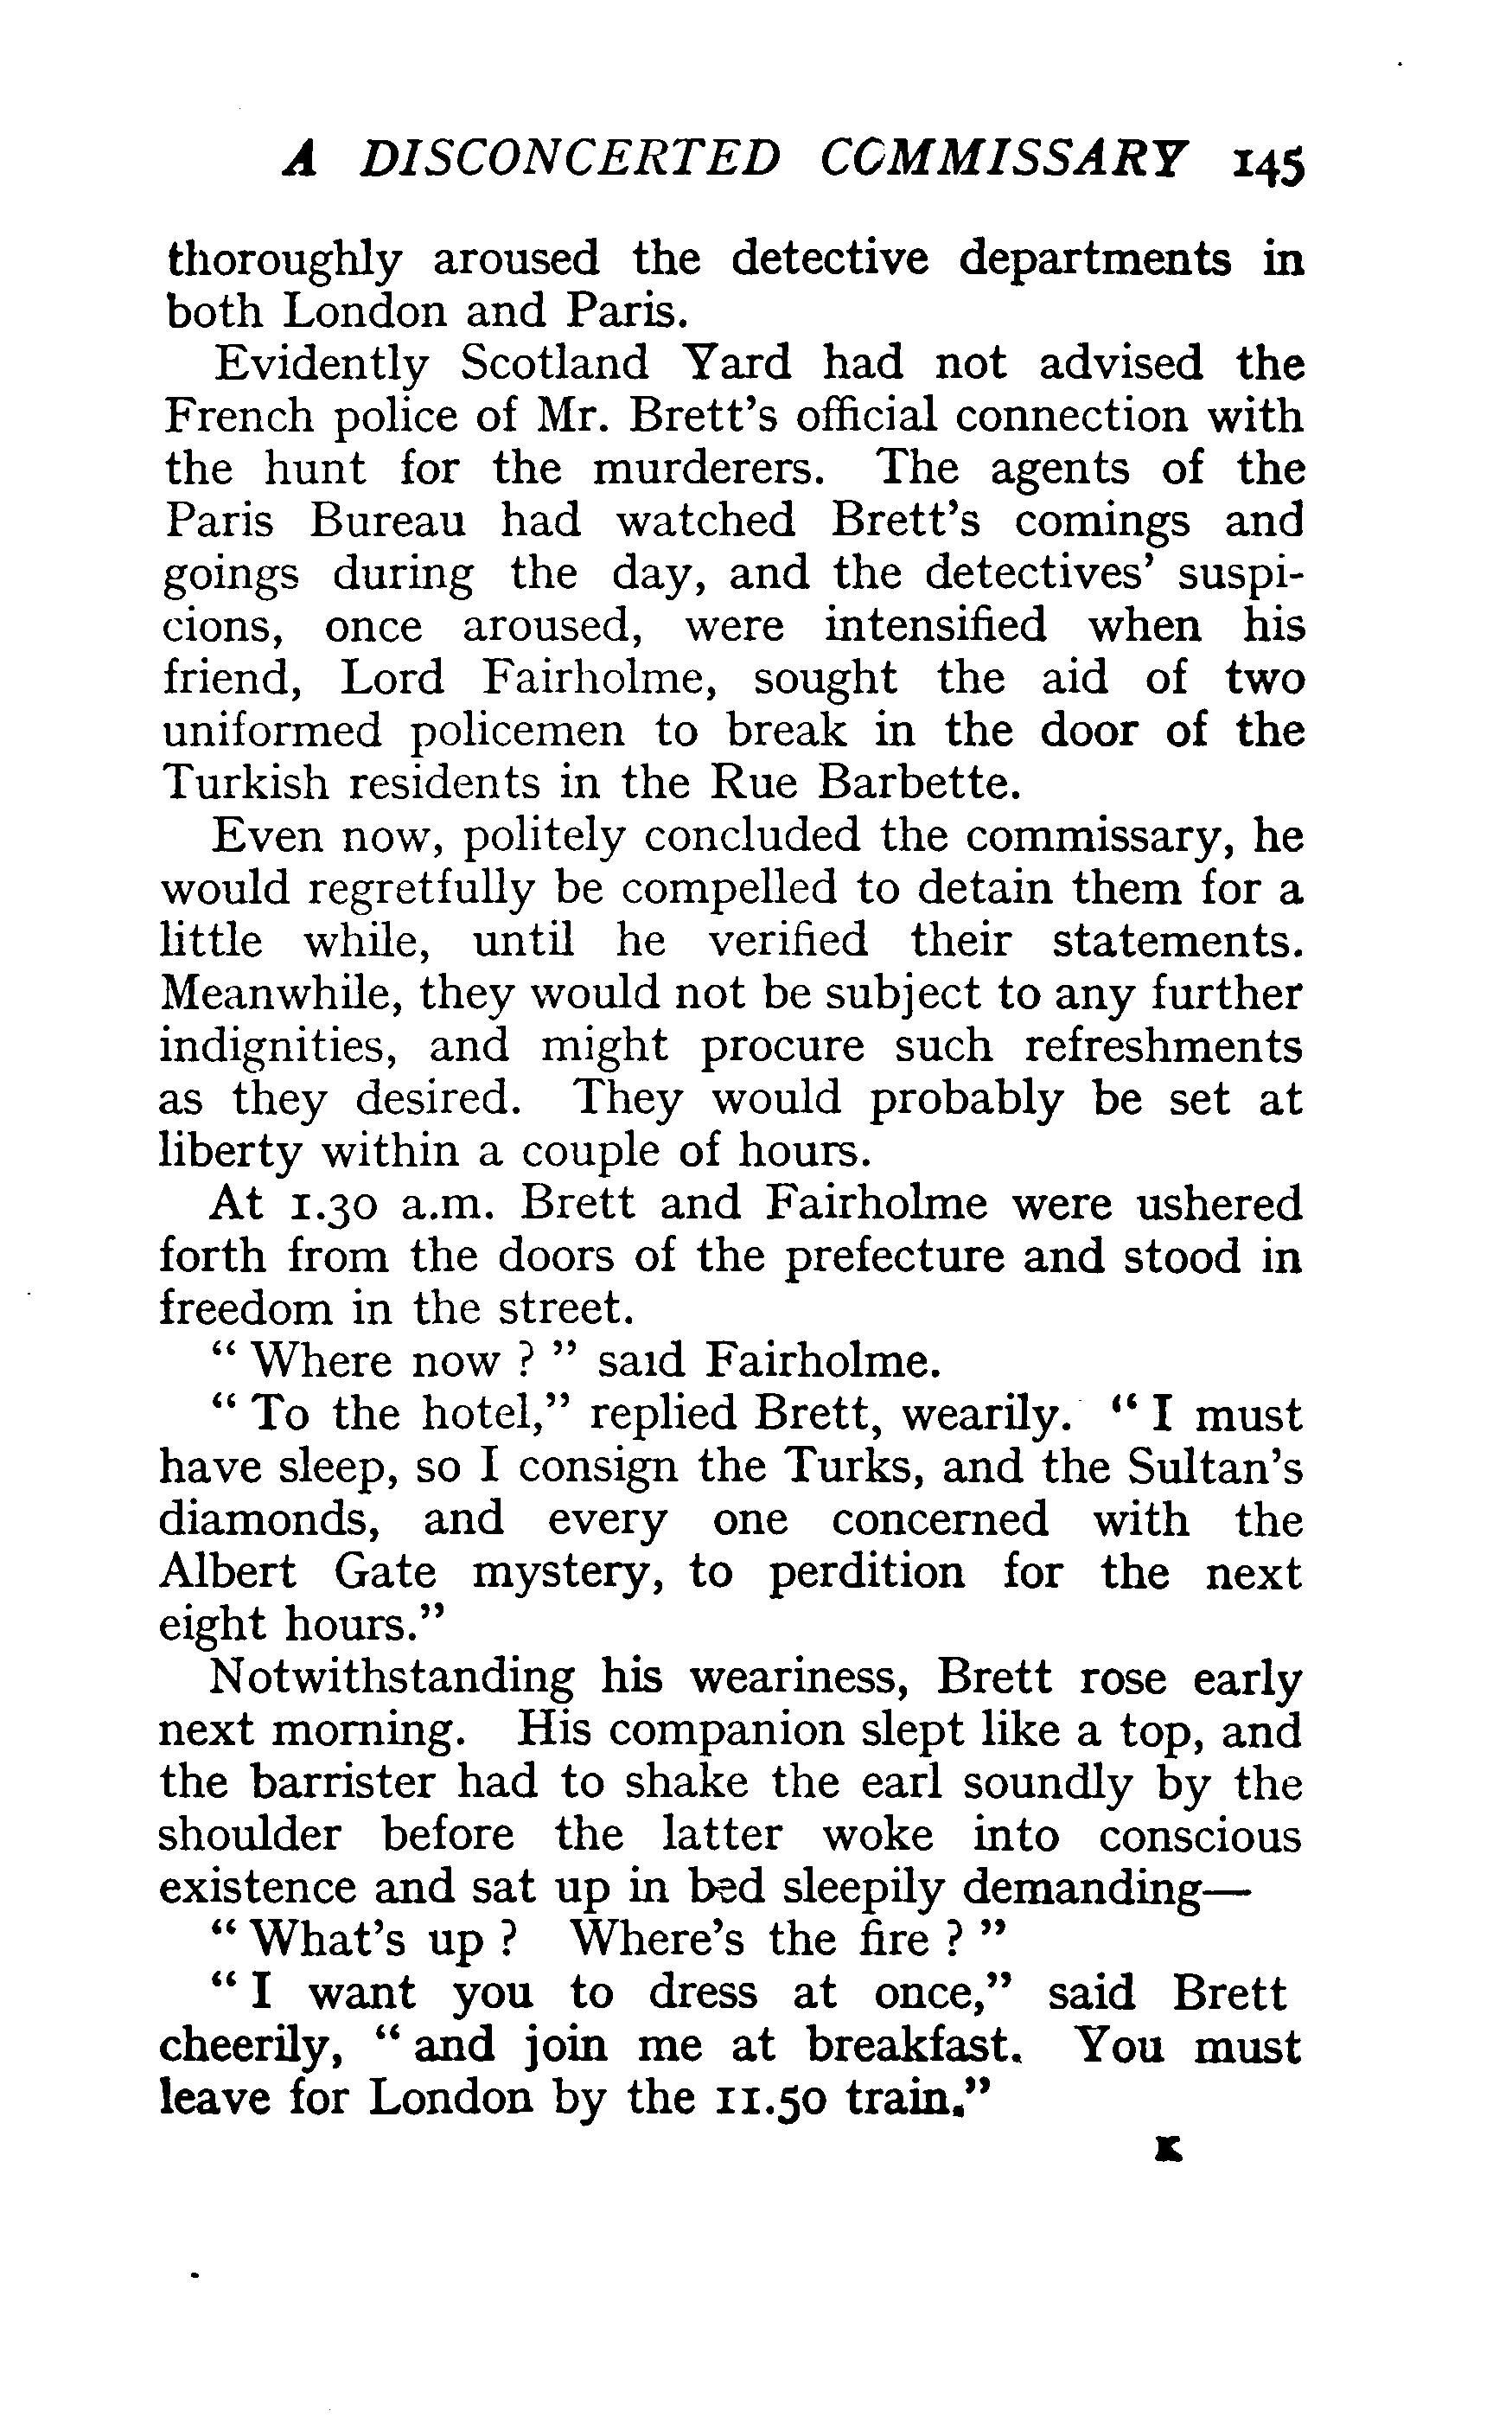 A DISCONCERTED COMMISSARY 145
thoroughly aroused the detective departments in
both London and Paris.
Evidently Scotland Yard had not advised the
French police of Mr. Brett's official connection with
the hunt for the murderers. The agents of the
Paris Bureau had watched Brett's comings and
goings during the day, and the detectives' suspi-
cions, once aroused, were intensified when his
friend, Lord Fairholme, sought the aid of two
uniformed policemen to break in the door of the
Turkish residents in the Rue Barbette.
Even now, politely concluded the commissary, he
would regretfully be compelled to detain them for a
little while, until he verified their statements.
Meanwhile, they would not be subject to any further
indignities, and might procure such refreshments
as they desired. They would probably be set at
liberty within a couple of hours.
At 1.30 a.m. Brett and Fairholme were ushered
forth from the doors of the prefecture and stood in
freedom in the street.
" Where now ? " said Fairholme.
" To the hotel," replied Brett, wearily. " I must
have sleep, so I consign the Turks, and the Sultan's
diamonds, and every one concerned with the
Albert Gate mystery, to perdition for the next
eight hours."
Notwithstanding his weariness, Brett rose early
next morning. His companion slept like a top, and
the barrister had to shake the earl soundly by the
shoulder before the latter woke into conscious
existence and sat up in bed sleepily demanding—
" What's up ? Where's the fire ? "
" I want you to dress at once," said Brett
cheerily, " and join me at breakfast. You must
leave for London by the 11.50 train."
K